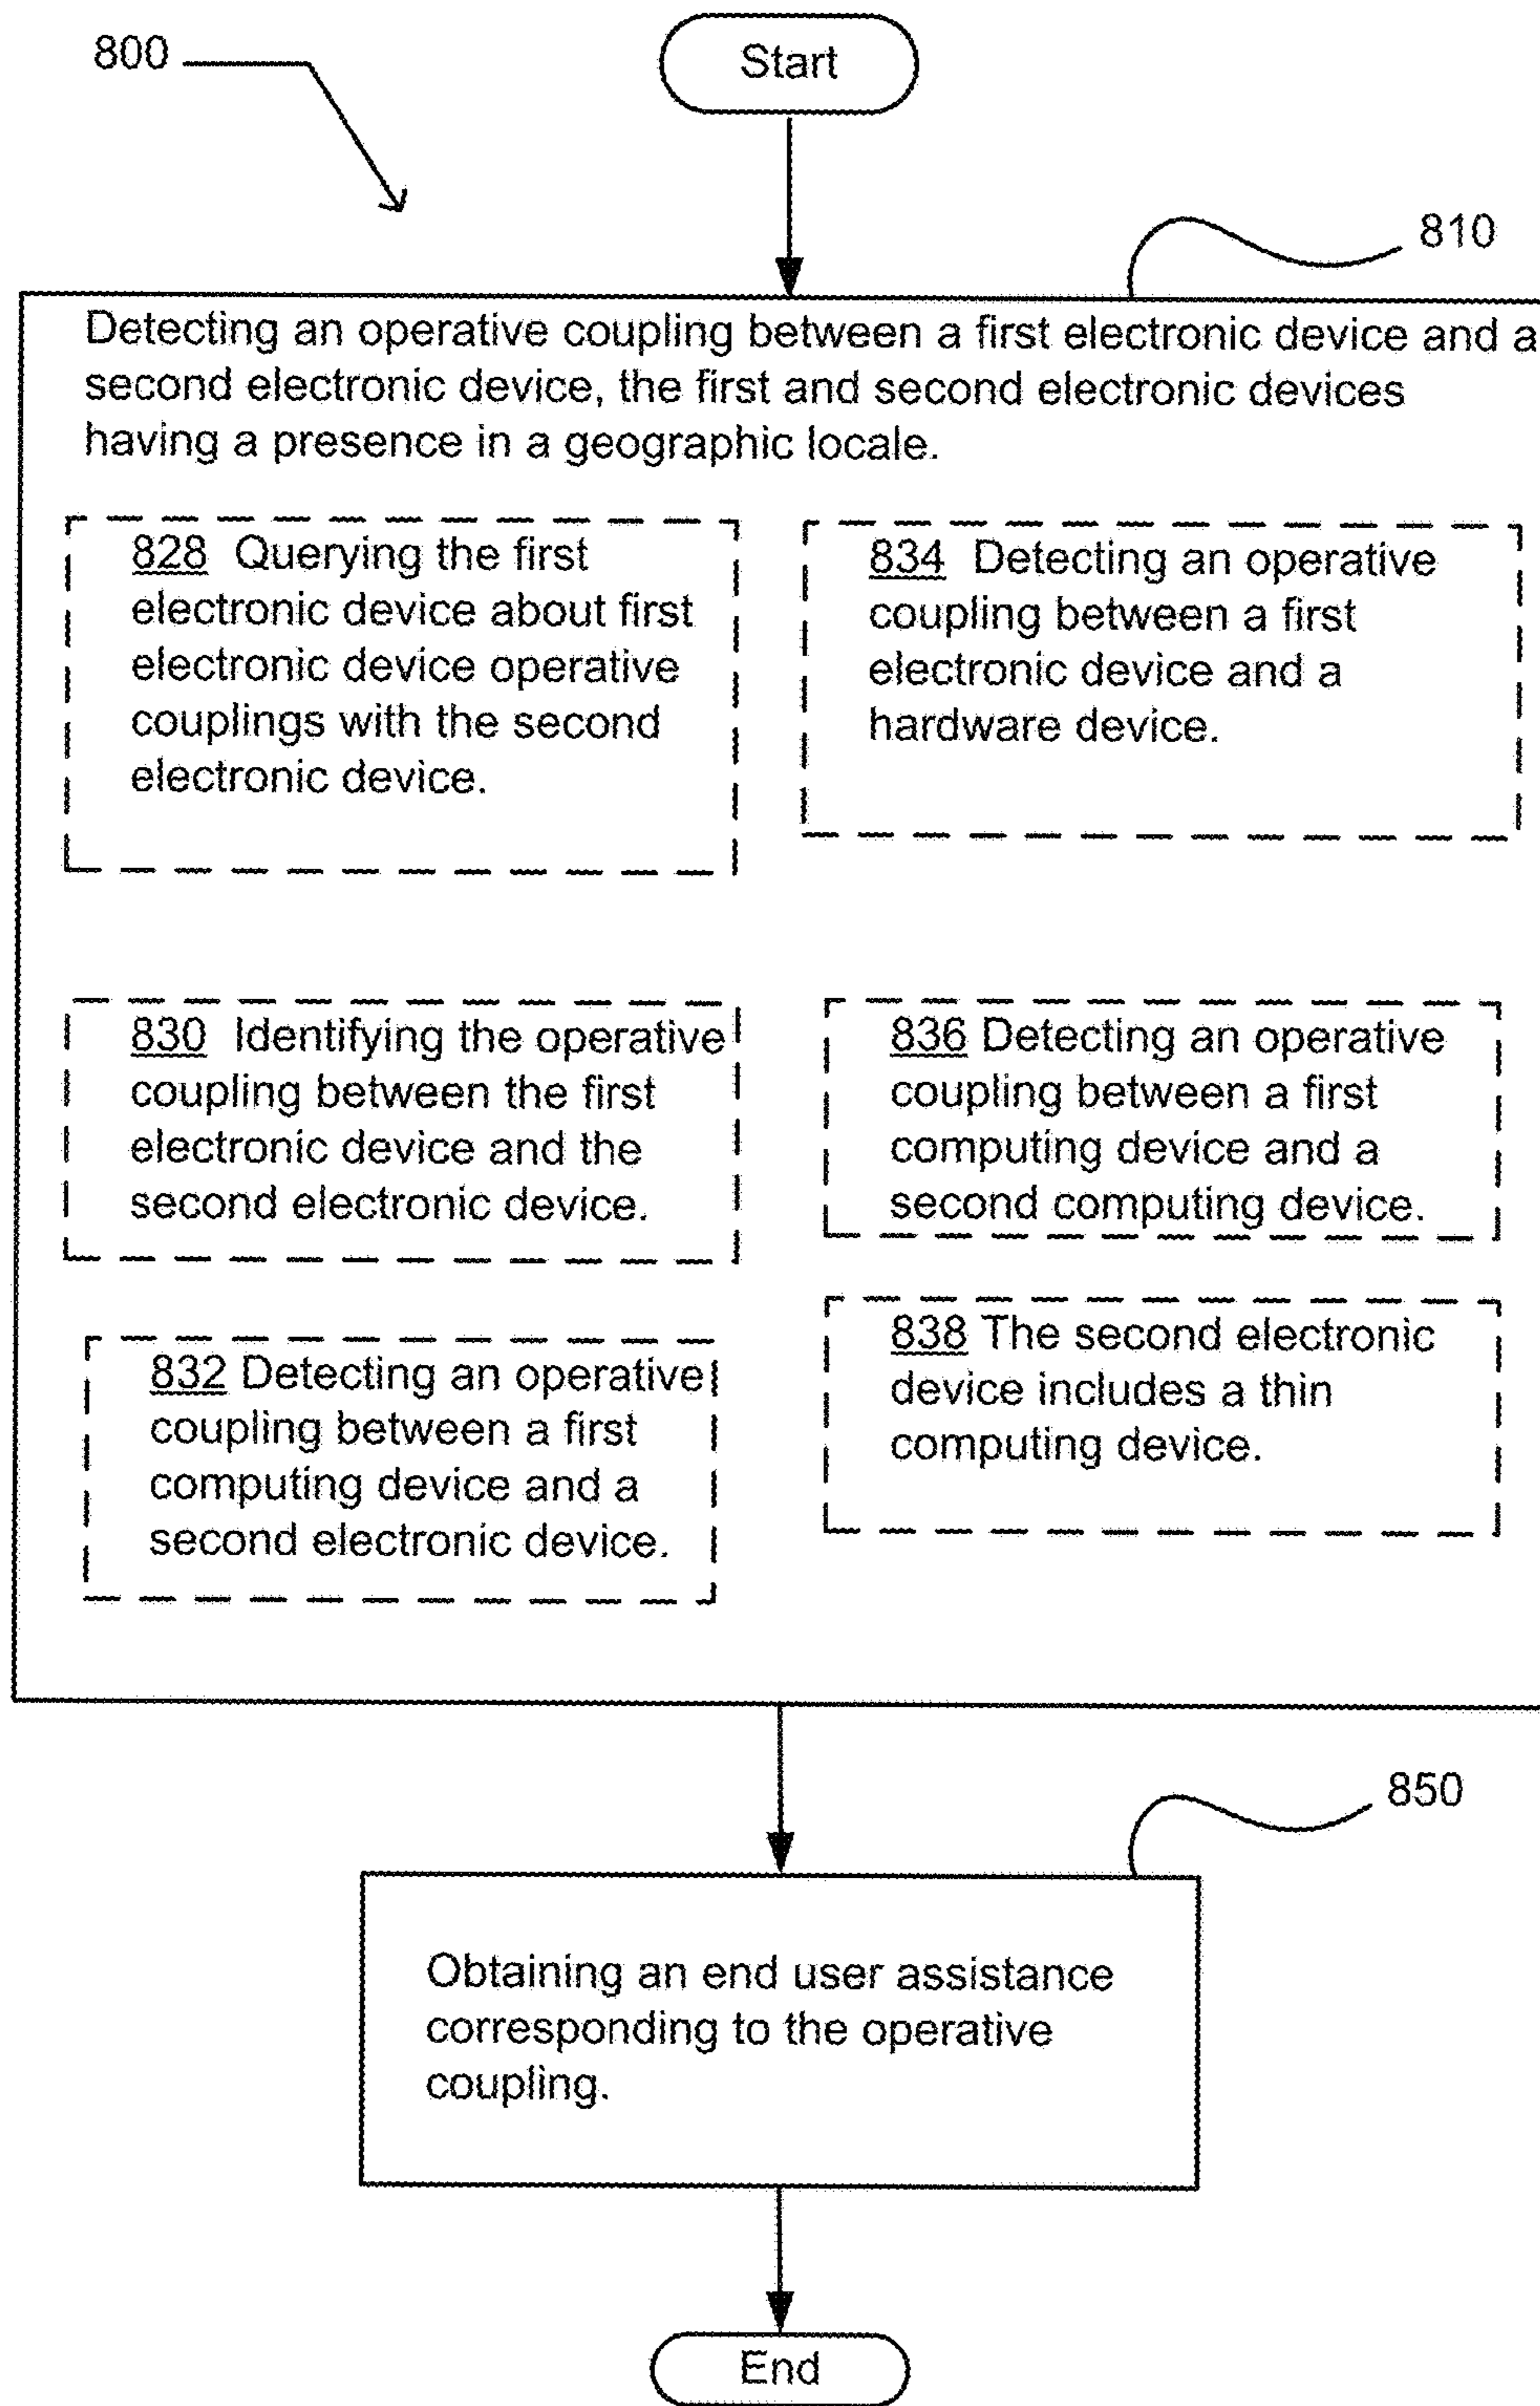 800
Start
810
Detecting an operative coupling between a first electronic device and a
second electronic device, the first and second electronic devices
having a presence in a geographic locale.
828 Querying the first
electronic device about first
electronic device operative
couplings with the second
electronic device.
834 Detecting an operative
coupling between a first
electronic device and a
hardware device.
830 Identifying the operative
coupling between the first
electronic device and the
second electronic device.
836 Detecting an operative
coupling between a first
computing device and a
second computing device.
832 Detecting an operative
coupling between a first
computing device and a
second electronic device.
838 The second electronic
device includes a thin
computing device.
850
Obtaining an end user assistance
corresponding to the operative
coupling.
End